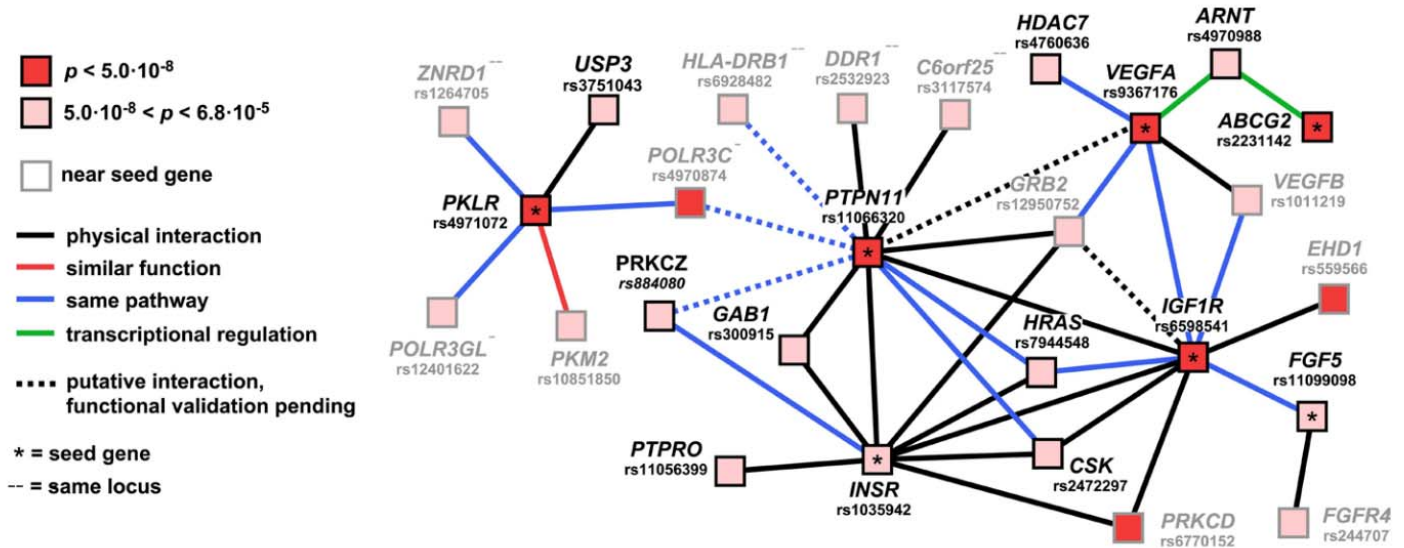 p < 5.0·10-8
5.0·10-8 < p < 6.8·10-5
near seed gene
physical interaction
similar function
same pathway
transcriptional regulation
putative interaction,
functional validation pending
* = seed gene
-- = same locus
ZNRD1--
rs1264705
USP3
rs3751043
HLA-DRB1--
rs6928482
DDR1--
rs2532923
C6orf25--
rs3117574
HDAC7
rs4760636
ARNT
rs4970988
VEGFA
rs9367176
ABCG2
rs2231142
*
*
POLR3C-
rs4970874
PKLR
rs4971072
*
PTPN11
rs11066320
*
GRB2
rs12950752
VEGFB
rs1011219
EHD1
rs559566
PRKCZ
rs884080
GAB1
rs300915
HRAS
rs7944548
IGF1R
rs6598541
*
FGF5
rs11099098
*
POLR3GL-
rs12401622
PKM2
rs10851850
PTPRO
rs11056399
*
INSR
rs1035942
CSK
rs2472297
PRKCD
rs6770152
FGFR4
rs244707